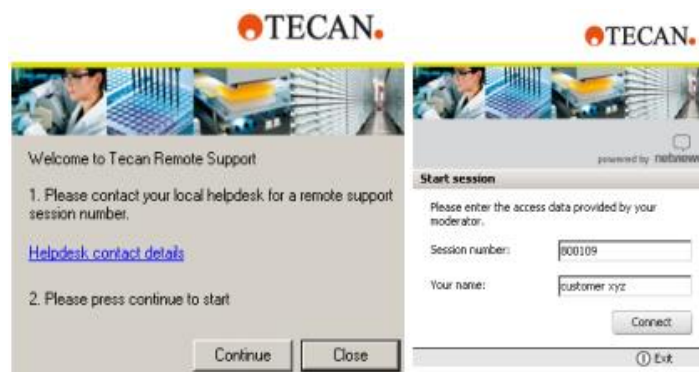 TECAN.
Welcome to Tecan Remote Support
1. Please contact your local helpdesk for a remote support
session number.
Helpdesk contact details
2. Please press continue to start
Continue
Close
TECAN.
powered by netviewe
Start session
Please enter the access data provided by your
moderator.
Session number:
800109
Your name:
customer xyz
Connect
Exit